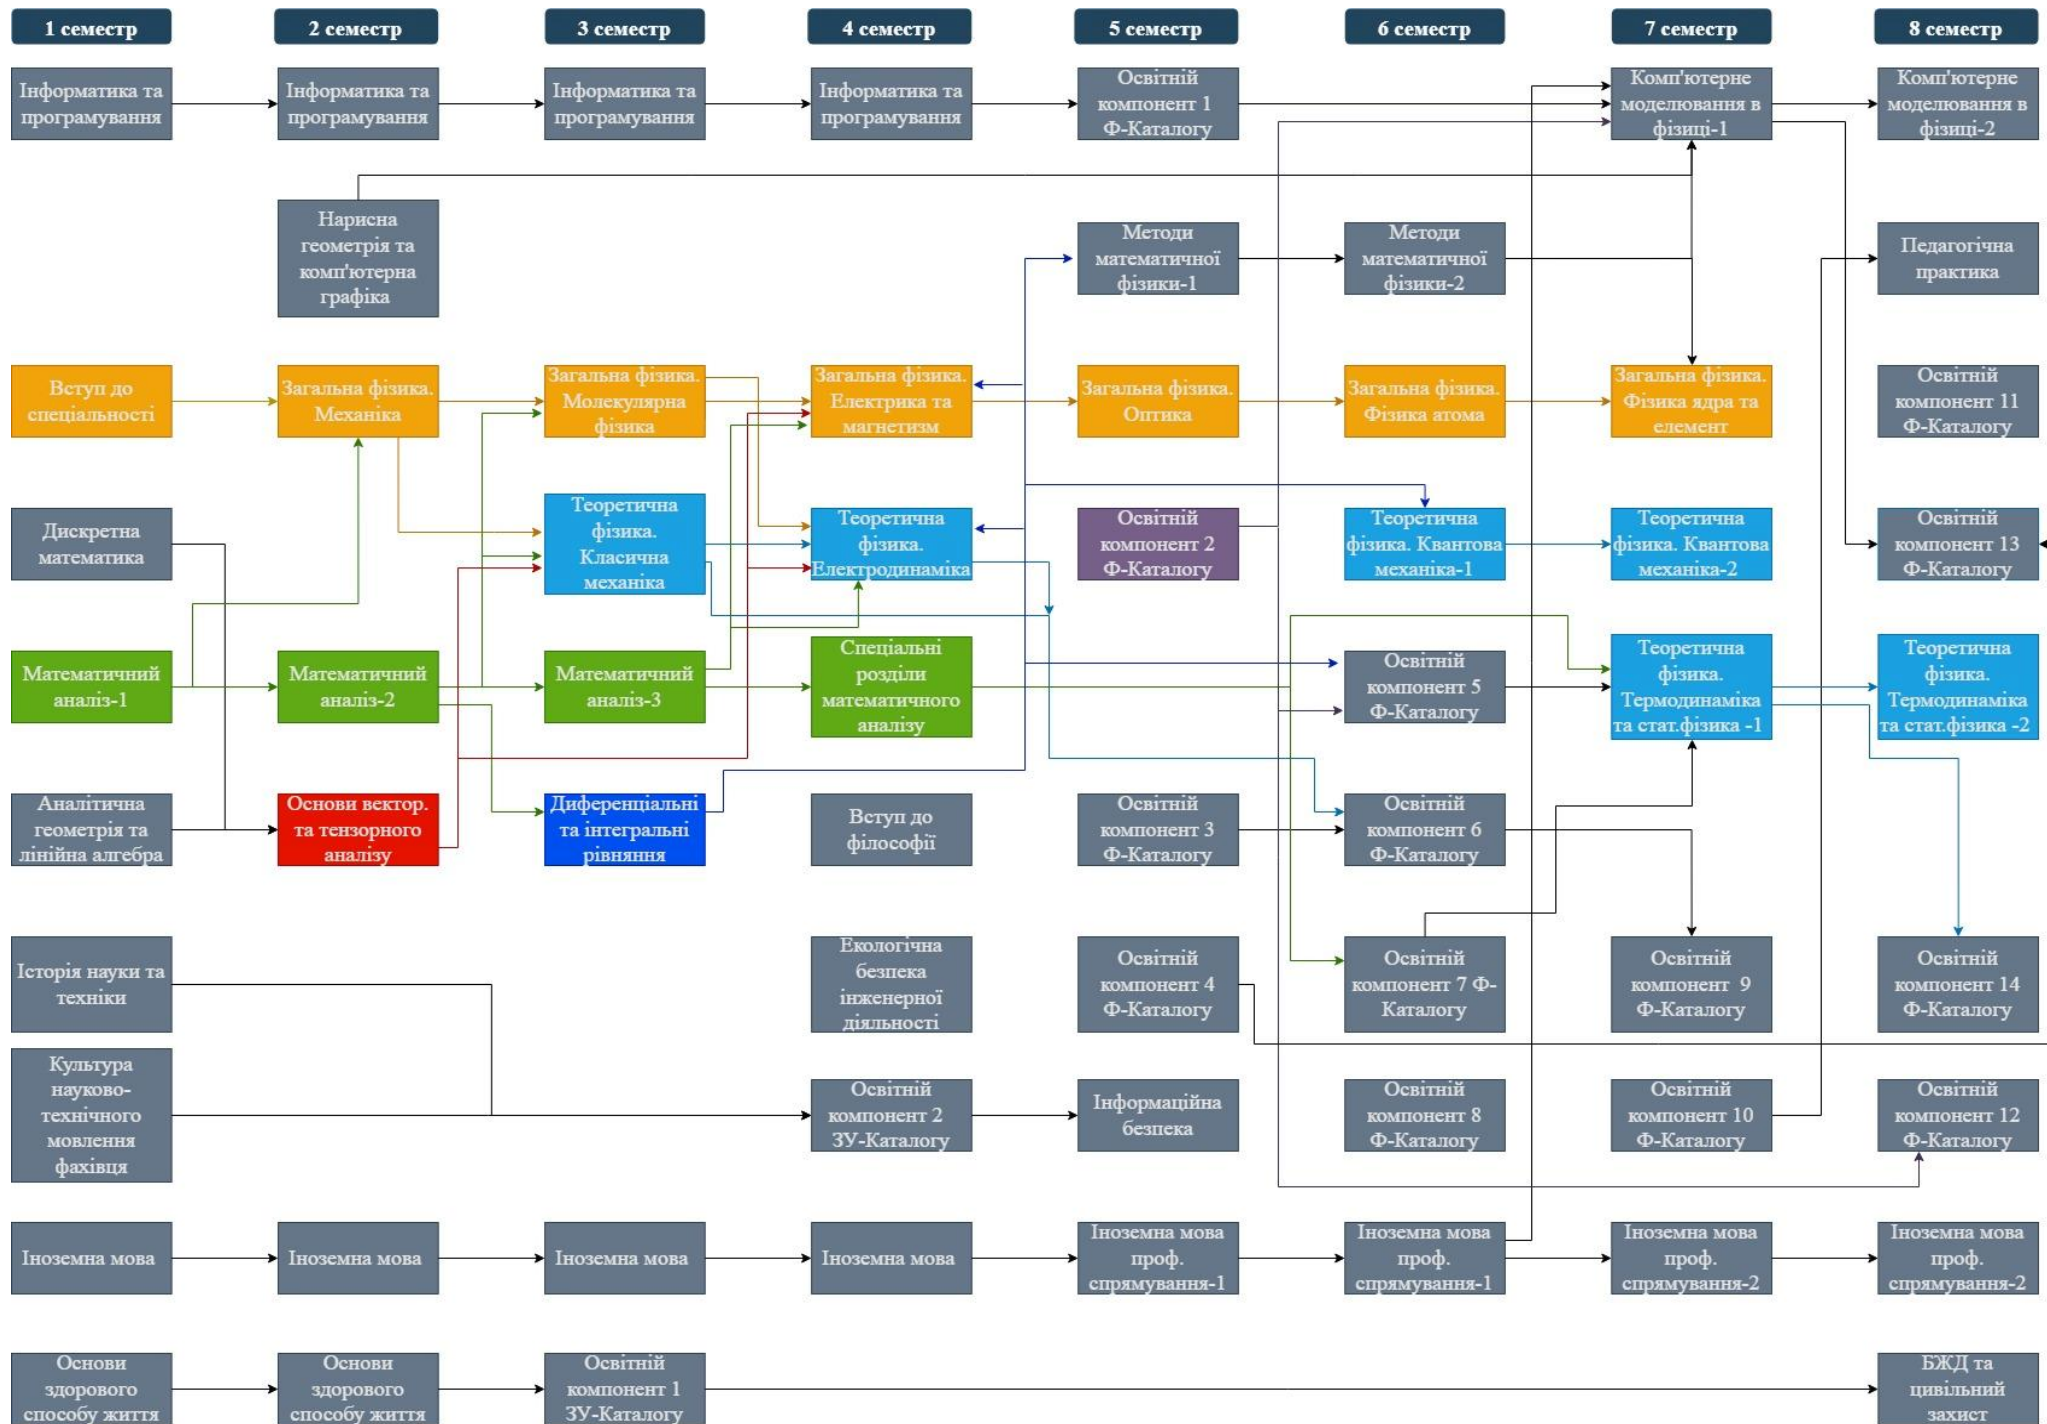 1 семестр
2 семестр
3 семестр
4 семестр
5 семестр
6 семестр
7 семестр
8 семестр
Інформатика та
програмування
Інформатика та
програмування
Інформатика та
програмування
Інформатика та
програмування
Освітній
компонент 1
Ф-Каталогу
Комп'ютерне
моделювання в
фізиці-1
Комп'ютерне
моделювання в
фізиці-2
Нарисна
геометрія та
комп'ютерна
графіка
Методи
математичної
фізики-1
Методи
математичної
фізики-2
Педагогічна
практика
Вступ до
спеціальності
Загальна фізика.
Механіка
Загальна фізика.
Молекулярна
фізика
Загальна фізика.
Електрика та
магнетизм
Загальна фізика.
Оптика
Загальна фізика.
Фізика атома
Загальна фізика.
Фізика ядра та
елемент
Освітній
компонент 11
Ф-Каталогу
Дискретна
математика
Теоретична
фізика.
Класична
механіка
Теоретична
фізика.
Електродинаміка
Освітній
компонент 2
Ф-Каталогу
Теоретична
фізика. Квантова
механіка-1
Теоретична
фізика. Квантова
механіка-2
Освітній
компонент 13
Ф-Каталогу
Математичний
аналіз-1
Математичний
аналіз-2
Математичний
аналіз-3
Спеціальні
розділи
математичного
аналізу
Освітній
компонент 5
Ф-Каталогу
Теоретична
фізика.
Термодинаміка
та стат.фізика -1
Теоретична
фізика.
Термодинаміка
та стат.фізика -2
Аналітична
геометрія та
лінійна алгебра
Основи вектор.
та тензорного
аналізу
Диференціальні
та інтегральні
рівняння
Вступ до
філософії
Освітній
компонент 3
Ф-Каталогу
Освітній
компонент 6
Ф-Каталогу
Історія науки та
техніки
Екологічна
безпека
інженерної
діяльності
Освітній
компонент 4
Ф-Каталогу
Освітній
компонент 7 Ф-
Каталогу
Освітній
компонент 9
Ф-Каталогу
Освітній
компонент 14
Ф-Каталогу
Культура
науково-
технічного
мовлення
фахівця
Освітній
компонент 2
ЗУ-Каталогу
Інформаційна
безпека
Освітній
компонент 8
Ф-Каталогу
Освітній
компонент 10
Ф-Каталогу
Освітній
компонент 12
Ф-Каталогу
Іноземна мова
Іноземна мова
Іноземна мова
Іноземна мова
Іноземна мова
проф.
спрямування-1
Іноземна мова
проф.
спрямування-1
Іноземна мова
проф.
спрямування-2
Іноземна мова
проф.
спрямування-2
Основи
здорового
способу життя
Основи
здорового
способу життя
Освітній
компонент 1
ЗУ-Каталогу
БЖД та
цивільний
захист